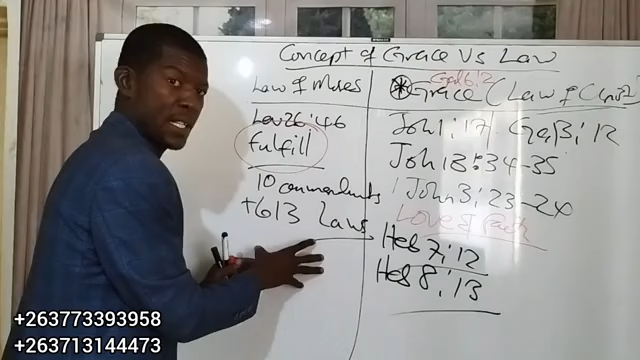 Concept of Grace Vs Law
Law of Moses
Lev 26:46
fulfill
10 commandments
+613 Laws
Gal 6:2
Grace (Law of Christ
John 1:17/. Gal 3:12
John 13:34-35
1 John 3:23-24
Love & Faith
Heb 7:12
Heb 8:13
+263773393958
+263713144473